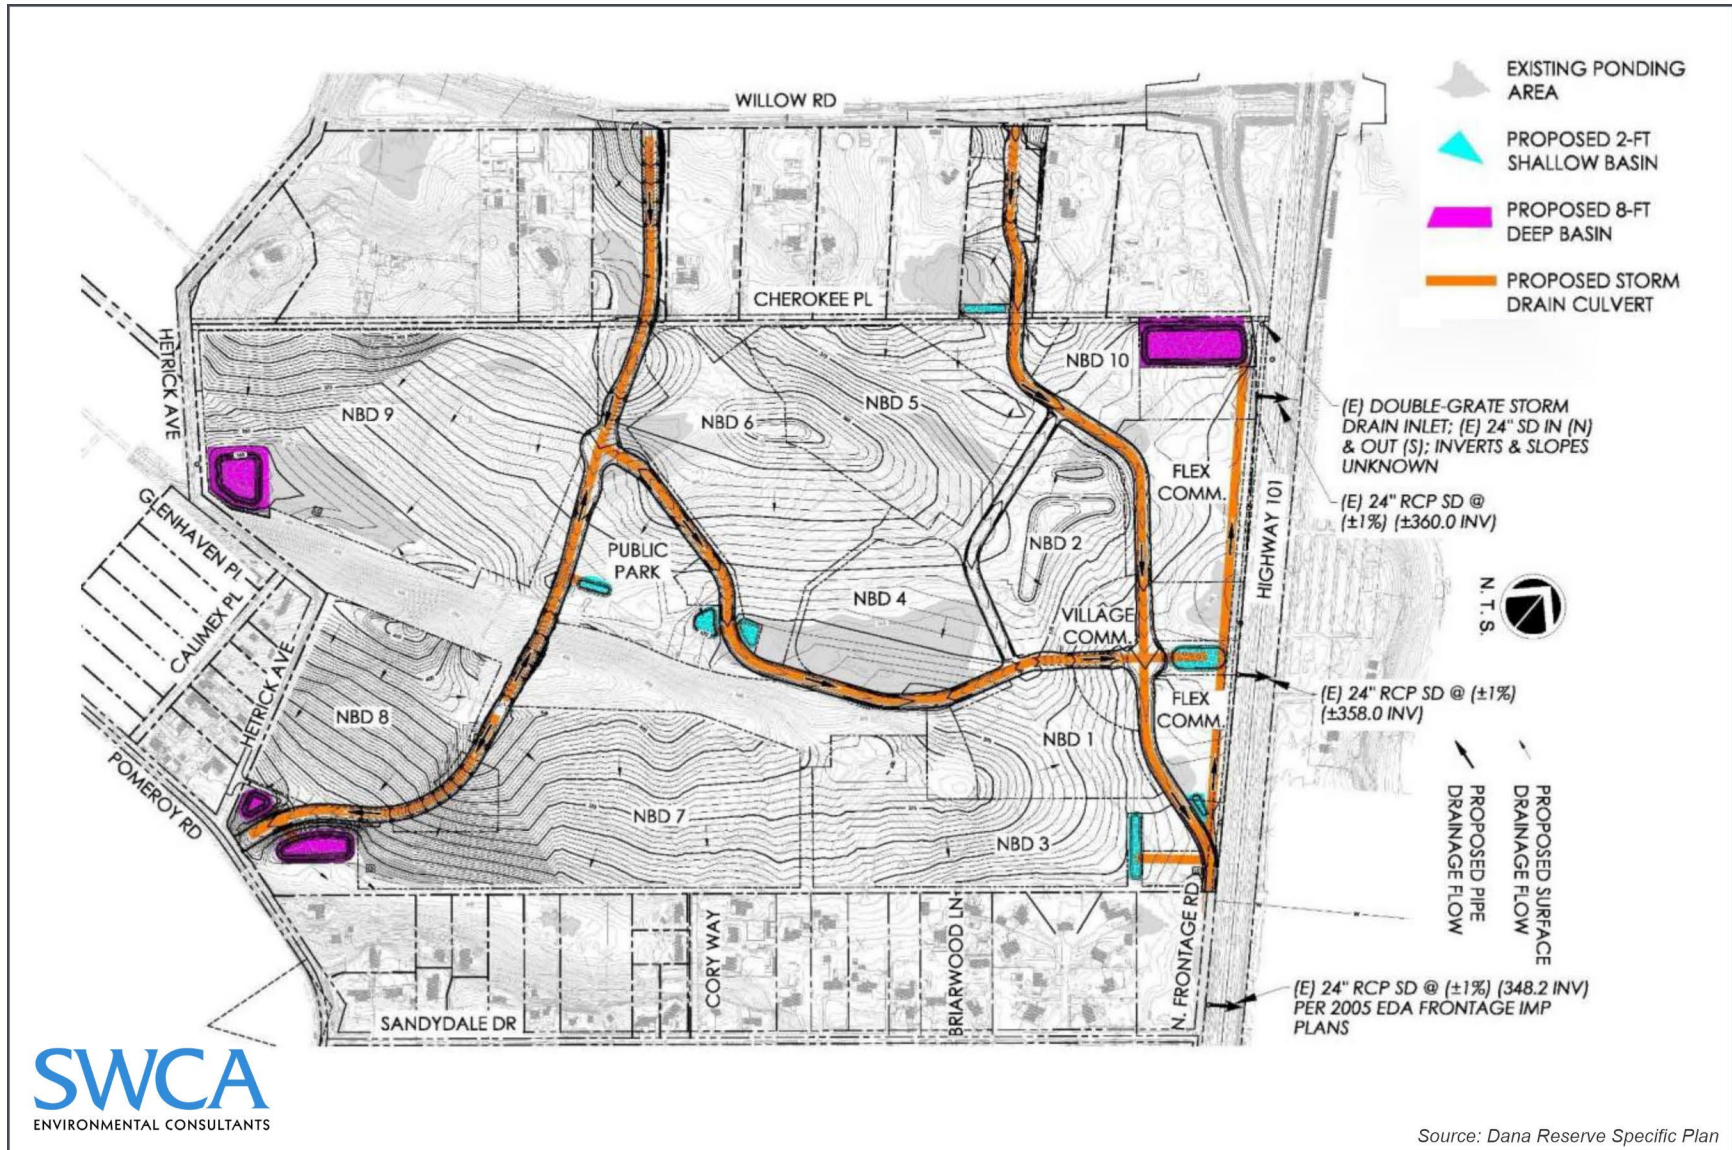 WILLOW RD
EXISTING PONDING
AREA
PROPOSED 2-FT
SHALLOW BASIN
PROPOSED 8-FT
DEEP BASIN
PROPOSED STORM
DRAIN CULVERT
CHEROKEE PL
HETRICK AVE
NBD 9
NBD 6
NBD 5
NBD 10
(E) DOUBLE-GRATE STORM
DRAIN INLET; (E) 24" SD IN (N)
& OUT (S); INVERTS & SLOPES
UNKNOWN
FLEX
COMM.
(E) 24" RCP SD @
(±1%) (±360.0 INV)
HIGHWAY 101
GLENHAVEN PL
CALIMEX PL
HETRICK AVE
POMEROY RD
PUBLIC
PARK
NBD 2
NBD 4
VILLAGE
COMM.
N. T. S.
NBD 8
FLEX
COMM.
NBD 1
(E) 24" RCP SD @ (±1%)
(±358.0 INV)
NBD 7
NBD 3
PROPOSED PIPE
DRAINAGE FLOW
PROPOSED SURFACE
DRAINAGE FLOW
CORY WAY
BRIARWOOD LN
N. FRONTAGE RD
SANDYDALE DR
(E) 24" RCP SD @ (±1%) (348.2 INV)
PER 2005 EDA FRONTAGE IMP
PLANS
SWCA
ENVIRONMENTAL CONSULTANTS
Source: Dana Reserve Specific Plan